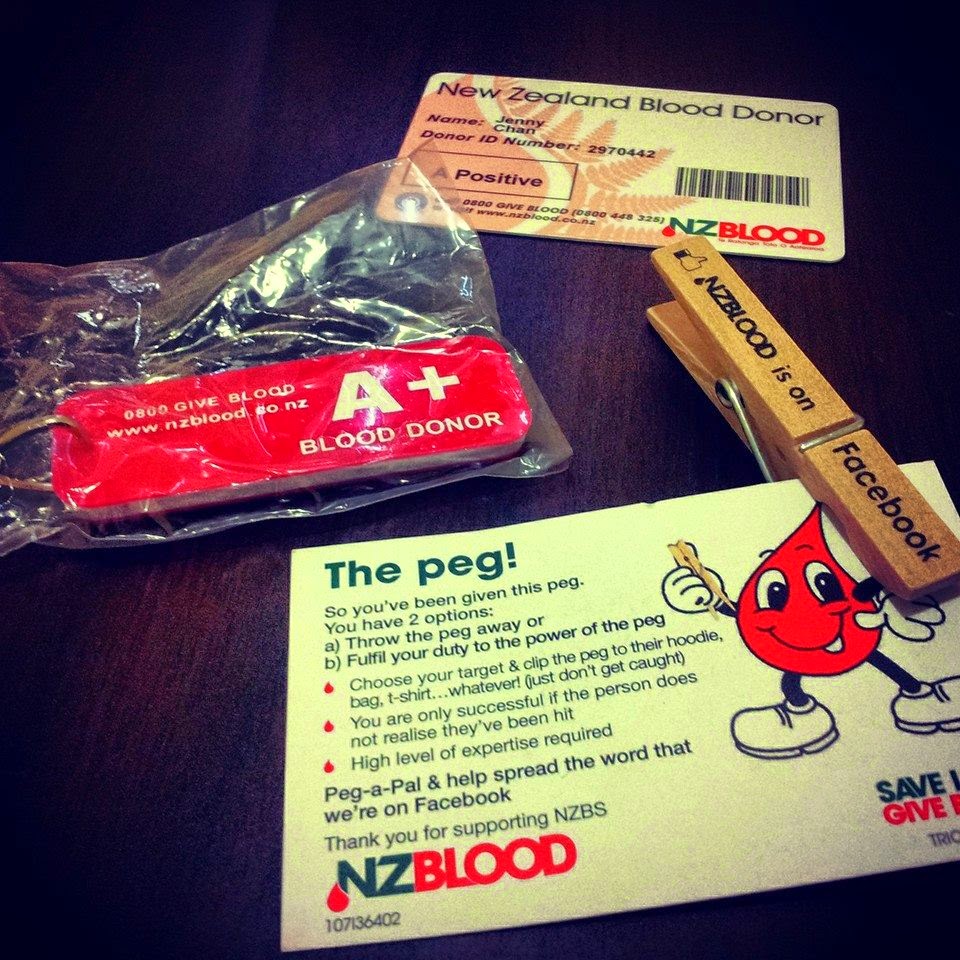 New Zealand Blood Donor
Name: Jenny
Chan
Donor ID Number: 2970442
A Positive
0800 GIVE BLOOD (0800 448 325)
www.nzblood.co.nz
NZBLOOD
Te Ratonga Toto O Aotearoa
0800 GIVE BLOOD
www.nzblood.co.nz
A+
BLOOD DONOR
NZBLOOD is on
Facebook
The peg!
So you've been given this peg.
You have 2 options:
a) Throw the peg away or
b) Fulfil your duty to the power of the peg
Choose your target & clip the peg to their hoodie,
bag, t-shirt...whatever! (just don't get caught)
You are only successful if the person does
not realise they've been hit
High level of expertise required
Peg-a-Pal & help spread the word that
we're on Facebook
Thank you for supporting NZBS
NZBLOOD
107I36402
SAVE
GIVE